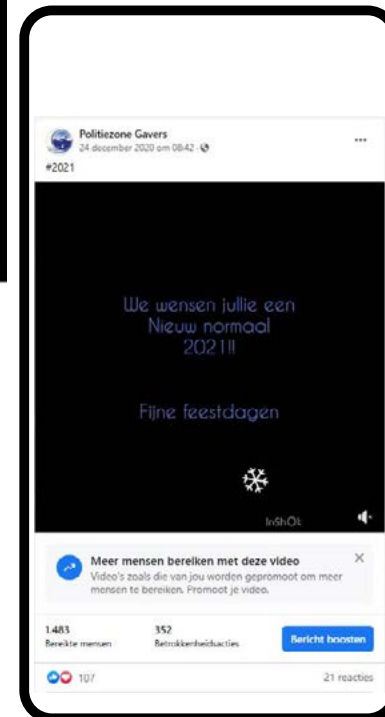 Politiezone Gavers
24 december 2020 om 08:42 ·
#2021
We wensen jullie een
Nieuw normaal
2021!!
Fijne feestdagen
InShOt
Meer mensen bereiken met deze video
Video's zoals die van jou worden gepromoot om meer
mensen te bereiken. Promoot je video.
1.483
Bereikte mensen
352
Betrokkenheidsacties
Bericht boosten
107
21 reacties